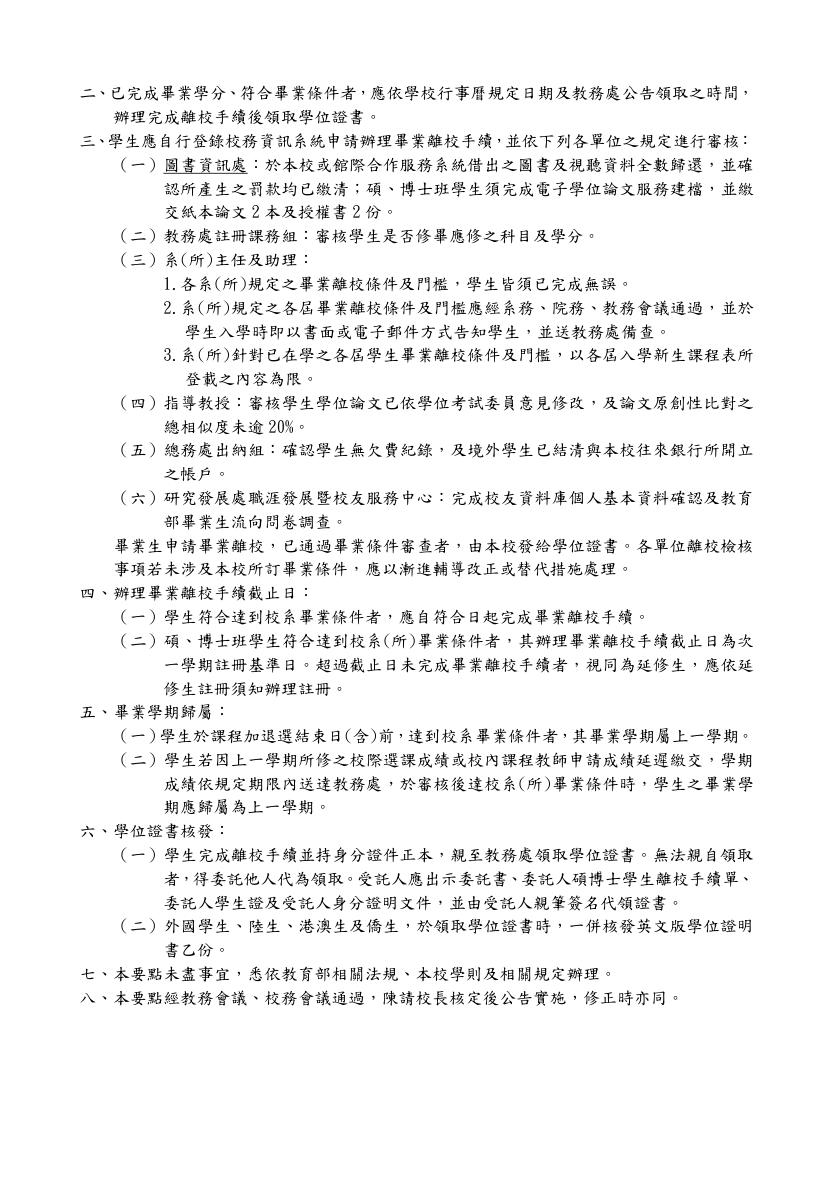 二、已完成畢業學分、符合畢業條件者，應依學校行事曆規定日期及教務處公告領取之時間，
辦理完成離校手續後領取學位證書。
三、學生應自行登錄校務資訊系統申請辦理畢業離校手續，並依下列各單位之規定進行審核：
（一）圖書資訊處：於本校或館際合作服務系統借出之圖書及視聽資料全數歸還，並確
認所產生之罰款均已繳清；碩、博士班學生須完成電子學位論文服務建檔，並繳
交紙本論文 2 本及授權書 2 份。
（二）教務處註冊課務組：審核學生是否修畢應修之科目及學分。
（三）系(所)主任及助理：
1.各系(所)規定之畢業離校條件及門檻，學生皆須已完成無誤。
2.系(所)規定之各屆畢業離校條件及門檻應經系務、院務、教務會議通過，並於
學生入學時即以書面或電子郵件方式告知學生，並送教務處備查。
3.系(所)針對已在學之各屆學生畢業離校條件及門檻，以各屆入學新生課程表所
登載之內容為限。
（四）指導教授：審核學生學位論文已依學位考試委員意見修改，及論文原創性比對之
總相似度未逾 20%。
（五）總務處出納組：確認學生無欠費紀錄，及境外學生已結清與本校往來銀行所開立
之帳戶。
（六）研究發展處職涯發展暨校友服務中心：完成校友資料庫個人基本資料確認及教育
部畢業生流向問卷調查。
畢業生申請畢業離校，已通過畢業條件審查者，由本校發給學位證書。各單位離校檢核
事項若未涉及本校所訂畢業條件，應以漸進輔導改正或替代措施處理。
四、辦理畢業離校手續截止日：
（一）學生符合達到校系畢業條件者，應自符合日起完成畢業離校手續。
（二）碩、博士班學生符合達到校系(所)畢業條件者，其辦理畢業離校手續截止日為次
一學期註冊基準日。超過截止日未完成畢業離校手續者，視同為延修生，應依延
修生註冊須知辦理註冊。
五、畢業學期歸屬：
（一）學生於課程加退選結束日(含)前，達到校系畢業條件者，其畢業學期屬上一學期。
（二）學生若因上一學期所修之校際選課成績或校內課程教師申請成績延遲繳交，學期
成績依規定期限內送達教務處，於審核後達校系(所)畢業條件時，學生之畢業學
期應歸屬為上一學期。
六、學位證書核發：
（一）學生完成離校手續並持身分證件正本，親至教務處領取學位證書。無法親自領取
者，得委託他人代為領取。受託人應出示委託書、委託人碩博士學生離校手續單、
委託人學生證及受託人身分證明文件，並由受託人親筆簽名代領證書。
（二）外國學生、陸生、港澳生及僑生，於領取學位證書時，一併核發英文版學位證明
書乙份。
七、本要點未盡事宜，悉依教育部相關法規、本校學則及相關規定辦理。
八、本要點經教務會議、校務會議通過，陳請校長核定後公告實施，修正時亦同。